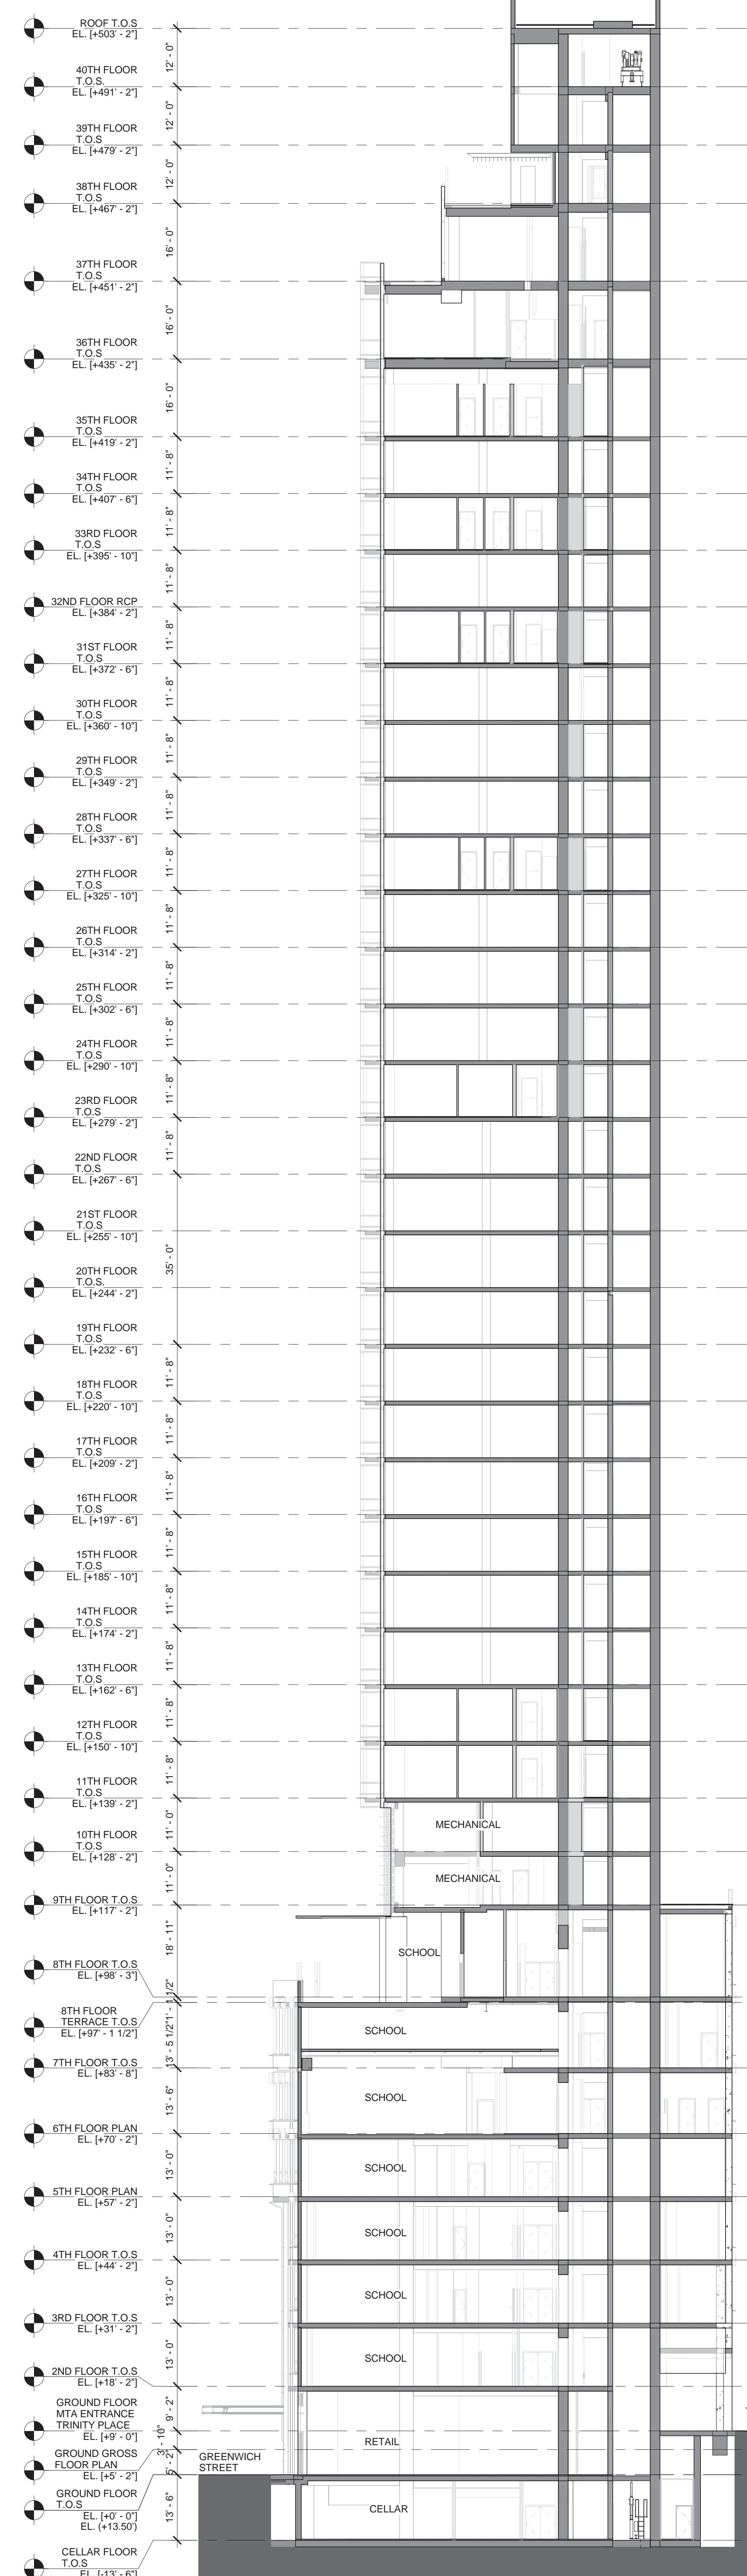 ROOF T.O.S
EL. [+503' - 2"]
12' - 0"
40TH FLOOR
T.O.S.
EL. [+491' - 2"]
12' - 0"
39TH FLOOR
T.O.S
EL. [+479' - 2"]
12' - 0"
38TH FLOOR
T.O.S
EL. [+467' - 2"]
16' - 0"
37TH FLOOR
T.O.S
EL. [+451' - 2"]
16' - 0"
36TH FLOOR
T.O.S
EL. [+435' - 2"]
16' - 0"
35TH FLOOR
T.O.S
EL. [+419' - 2"]
11' - 8"
34TH FLOOR
T.O.S
EL. [+407' - 6"]
11' - 8"
33RD FLOOR
T.O.S
EL. [+395' - 10"]
11' - 8"
32ND FLOOR RCP
EL. [+384' - 2"]
11' - 8"
31ST FLOOR
T.O.S
EL. [+372' - 6"]
11' - 8"
30TH FLOOR
T.O.S
EL. [+360' - 10"]
11' - 8"
29TH FLOOR
T.O.S
EL. [+349' - 2"]
11' - 8"
28TH FLOOR
T.O.S
EL. [+337' - 6"]
11' - 8"
27TH FLOOR
T.O.S
EL. [+325' - 10"]
11' - 8"
26TH FLOOR
T.O.S
EL. [+314' - 2"]
11' - 8"
25TH FLOOR
T.O.S
EL. [+302' - 6"]
11' - 8"
24TH FLOOR
T.O.S
EL. [+290' - 10"]
11' - 8"
23RD FLOOR
T.O.S
EL. [+279' - 2"]
11' - 8"
22ND FLOOR
T.O.S
EL. [+267' - 6"]
21ST FLOOR
T.O.S
EL. [+255' - 10"]
35' - 0"
20TH FLOOR
T.O.S.
EL. [+244' - 2"]
19TH FLOOR
T.O.S
EL. [+232' - 6"]
11' - 8"
18TH FLOOR
T.O.S
EL. [+220' - 10"]
11' - 8"
17TH FLOOR
T.O.S
EL. [+209' - 2"]
11' - 8"
16TH FLOOR
T.O.S
EL. [+197' - 6"]
11' - 8"
15TH FLOOR
T.O.S
EL. [+185' - 10"]
11' - 8"
14TH FLOOR
T.O.S
EL. [+174' - 2"]
11' - 8"
13TH FLOOR
T.O.S
EL. [+162' - 6"]
11' - 8"
12TH FLOOR
T.O.S
EL. [+150' - 10"]
11' - 8"
11TH FLOOR
T.O.S
EL. [+139' - 2"]
11' - 0"
MECHANICAL
10TH FLOOR
T.O.S
EL. [+128' - 2"]
11' - 0"
MECHANICAL
9TH FLOOR T.O.S
EL. [+117' - 2"]
18' - 11"
SCHOOL
8TH FLOOR T.O.S
EL. [+98' - 3"]
1' - 1 1/2"
8TH FLOOR
TERRACE T.O.S
EL. [+97' - 1 1/2"]
13' - 5 1/2"
SCHOOL
7TH FLOOR T.O.S
EL. [+83' - 8"]
13' - 6"
SCHOOL
6TH FLOOR PLAN
EL. [+70' - 2"]
13' - 0"
SCHOOL
5TH FLOOR PLAN
EL. [+57' - 2"]
13' - 0"
SCHOOL
4TH FLOOR T.O.S
EL. [+44' - 2"]
13' - 0"
SCHOOL
3RD FLOOR T.O.S
EL. [+31' - 2"]
13' - 0"
SCHOOL
2ND FLOOR T.O.S
EL. [+18' - 2"]
9' - 2"
GROUND FLOOR
MTA ENTRANCE
TRINITY PLACE
EL. [+9' - 0"]
3' - 10"
RETAIL
GROUND GROSS
FLOOR PLAN
EL. [+5' - 2"]
5' - 2"
GREENWICH
STREET
GROUND FLOOR
T.O.S
EL. [+0' - 0"]
EL. (+13.50')
13' - 6"
CELLAR
CELLAR FLOOR
T.O.S
EL. [-13' - 6"]